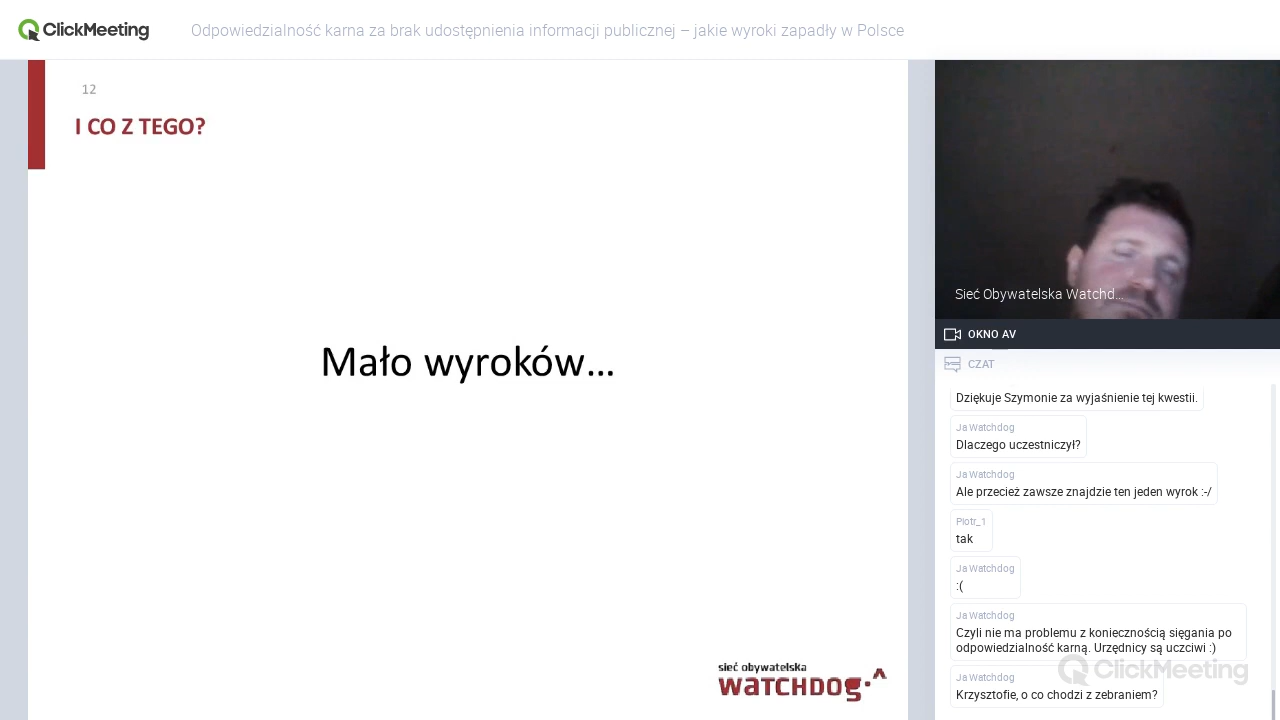 ClickMeeting
Odpowiedzialność karna za brak udostępnienia informacji publicznej – jakie wyroki zapadły w Polsce
12
I CO Z TEGO?
Mało wyroków...
sieć obywatelska
WATCHDOG
Sieć Obywatelska Watchd...
OKNO AV
CZAT
Dziękuje Szymonie za wyjaśnienie tej kwestii.
Ja Watchdog
Dlaczego uczestniczył?
Ja Watchdog
Ale przecież zawsze znajdzie ten jeden wyrok :-/
Piotr_1
tak
Ja Watchdog
:(
Ja Watchdog
Czyli nie ma problemu z koniecznością sięgania po
odpowiedzialność karną. Urzędnicy są uczciwi :)
ClickMeeting
Ja Watchdog
Krzysztofie, o co chodzi z zebraniem?